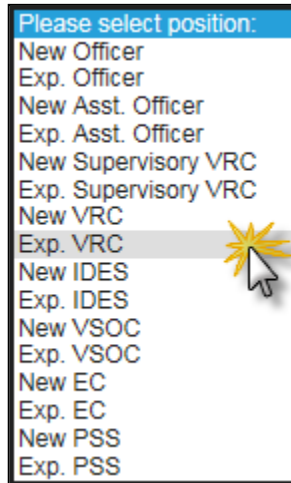 Please select position:
New Officer
Exp. Officer
New Asst. Officer
Exp. Asst. Officer
New Supervisory VRC
Exp. Supervisory VRC
New VRC
Exp. VRC
New IDES
Exp. IDES
New VSOC
Exp. VSOC
New EC
Exp. EC
New PSS
Exp. PSS